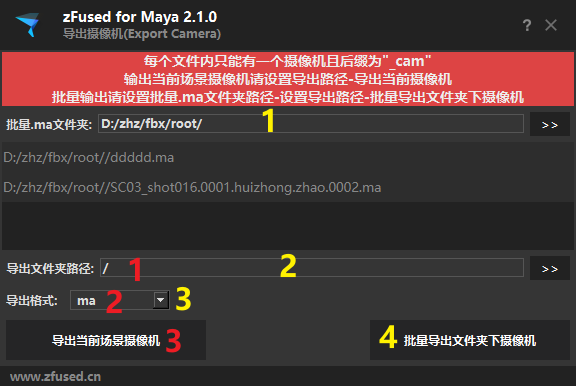 zFused for Maya 2.1.0
导出摄像机(Export Camera)
? ×
每个文件内只能有一个摄像机且后缀为"_cam"
输出当前场景摄像机请设置导出路径-导出当前摄像机
批量输出请设置批量.ma文件夹路径-设置导出路径-批量导出文件夹下摄像机
批量.ma文件夹: D:/zhz/fbx/root/ 1 >>
D:/zhz/fbx/root//ddddd.ma
D:/zhz/fbx/root//SC03_shot016.0001.huizhong.zhao.0002.ma
导出文件夹路径: / 1 2 >>
导出格式: ma 2 3
导出当前场景摄像机 3 4 批量导出文件夹下摄像机
www.zfused.cn